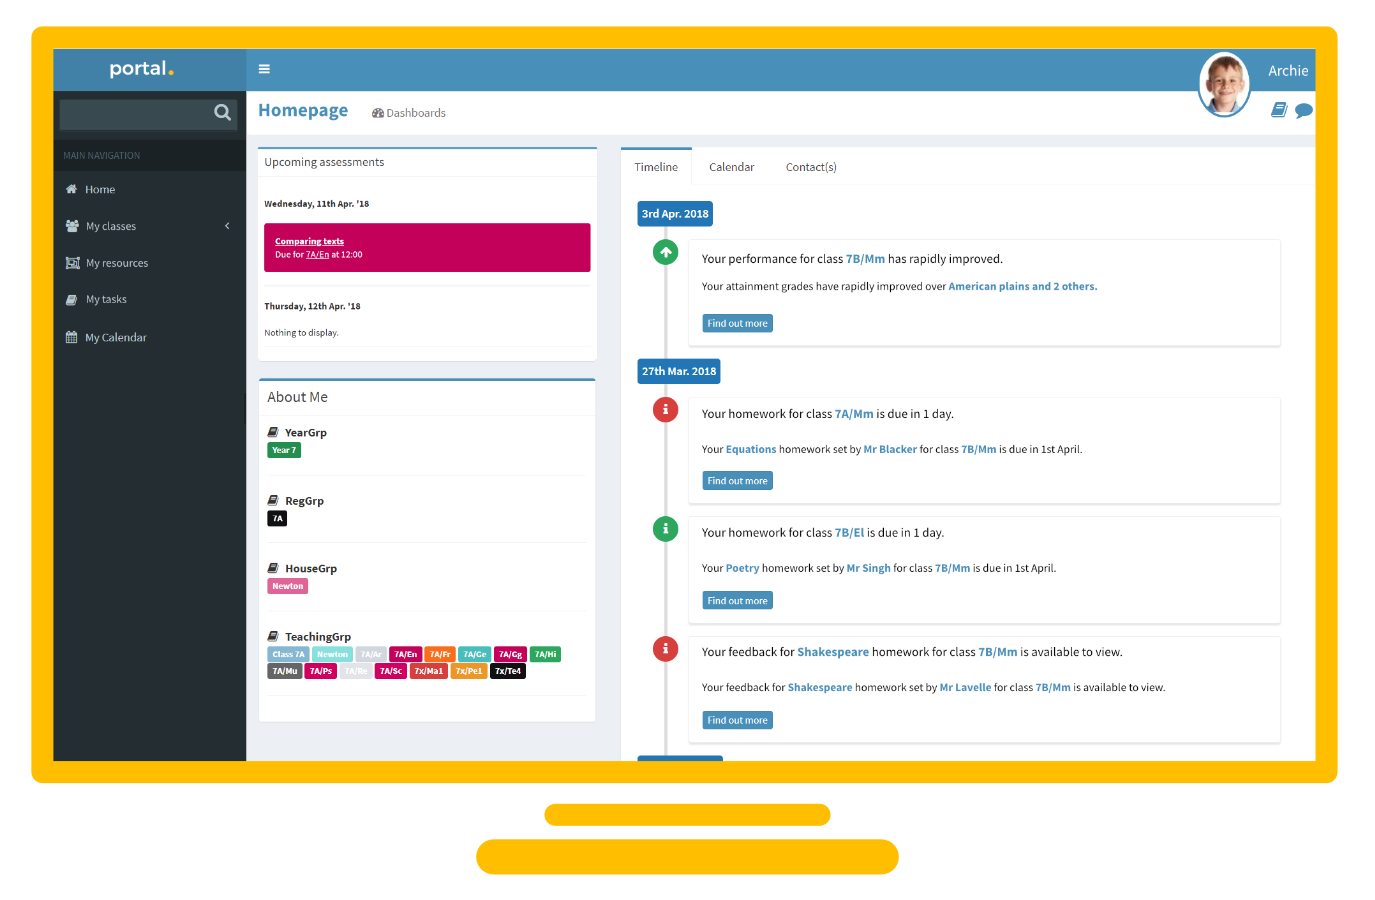 portal.
Archie
Homepage
Dashboards
MAIN NAVIGATION
Home
My classes
My resources
My tasks
My Calendar
Upcoming assessments
Wednesday, 11th Apr. '18
Comparing texts
Due for 7A/En at 12:00
Thursday, 12th Apr. '18
Nothing to display.
About Me
YearGrp
Year 7
RegGrp
7A
HouseGrp
Newton
TeachingGrp
Class 7A Newton 7A/Ar 7A/En 7A/Fr 7A/Ge 7A/Gg 7A/Hi
7A/Mu 7A/Ps 7A/Re 7A/Sc 7x/Ma1 7x/Pe1 7x/Te4
Timeline Calendar Contact(s)
3rd Apr. 2018
Your performance for class 7B/Mm has rapidly improved.
Your attainment grades have rapidly improved over American plains and 2 others.
Find out more
27th Mar. 2018
Your homework for class 7A/Mm is due in 1 day.
Your Equations homework set by Mr Blacker for class 7B/Mm is due in 1st April.
Find out more
Your homework for class 7B/El is due in 1 day.
Your Poetry homework set by Mr Singh for class 7B/Mm is due in 1st April.
Find out more
Your feedback for Shakespeare homework for class 7B/Mm is available to view.
Your feedback for Shakespeare homework set by Mr Lavelle for class 7B/Mm is available to view.
Find out more